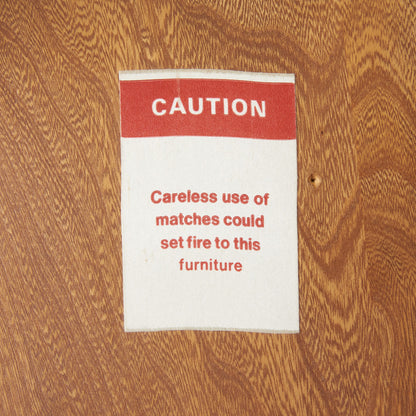 CAUTION
Careless use of
matches could
set fire to this
furniture